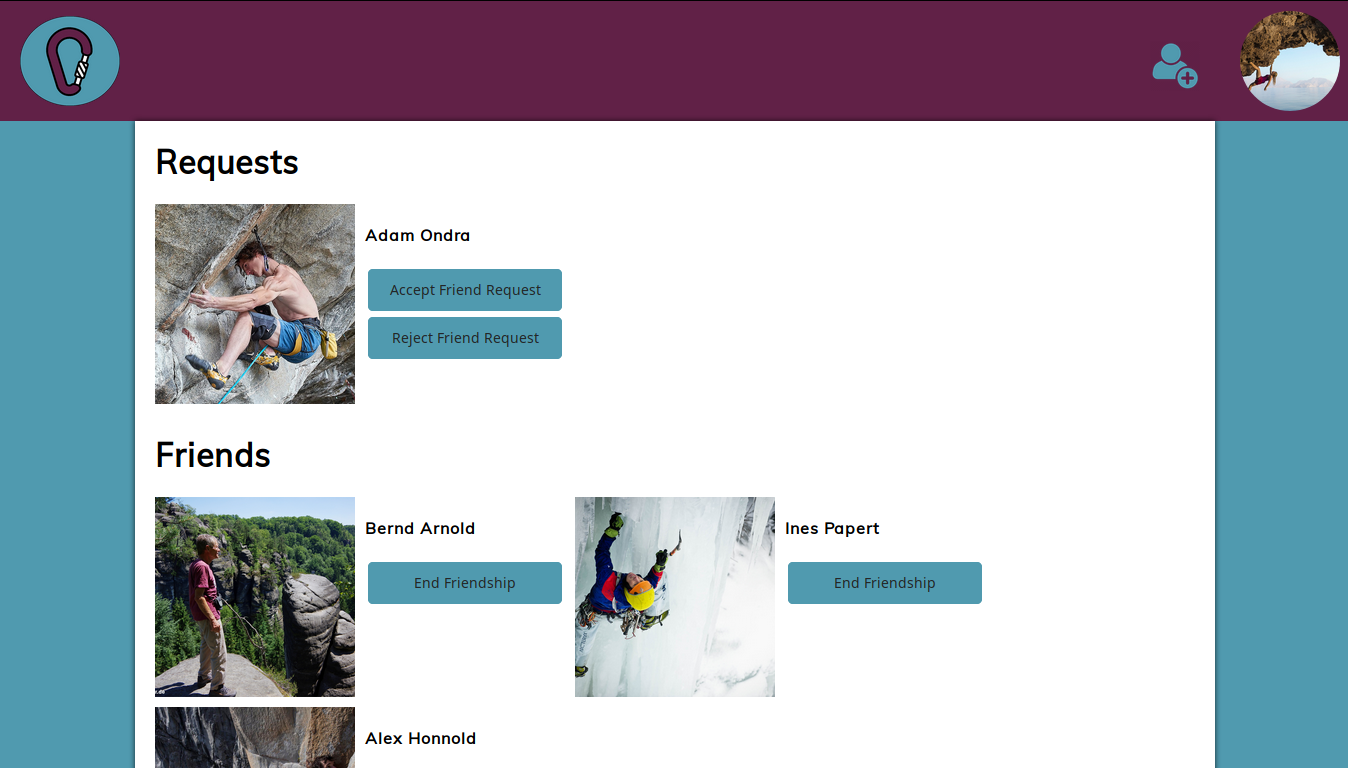 Requests
Adam Ondra
Accept Friend Request
Reject Friend Request
Friends
Bernd Arnold
End Friendship
Ines Papert
End Friendship
Alex Honnold